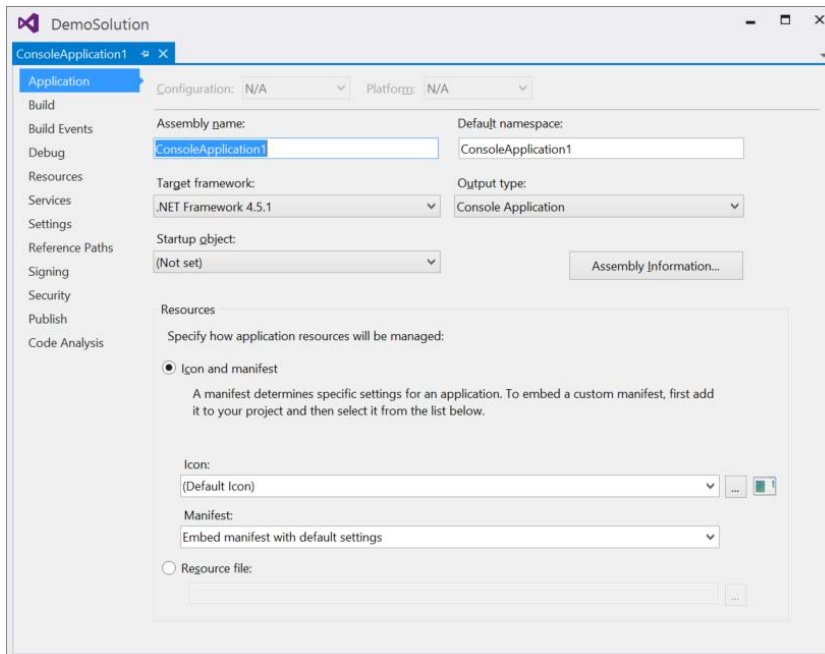 DemoSolution
ConsoleApplication1
Application
Build
Build Events
Debug
Resources
Services
Settings
Reference Paths
Signing
Security
Publish
Code Analysis
Configuration: N/A Platform: N/A
Assembly name: Default namespace:
ConsoleApplication1 ConsoleApplication1
Target framework: Output type:
.NET Framework 4.5.1 Console Application
Startup object:
(Not set) Assembly Information...
Resources
Specify how application resources will be managed:
Icon and manifest
A manifest determines specific settings for an application. To embed a custom manifest, first add
it to your project and then select it from the list below.
Icon:
(Default Icon) ...
Manifest:
Embed manifest with default settings
Resource file:
...